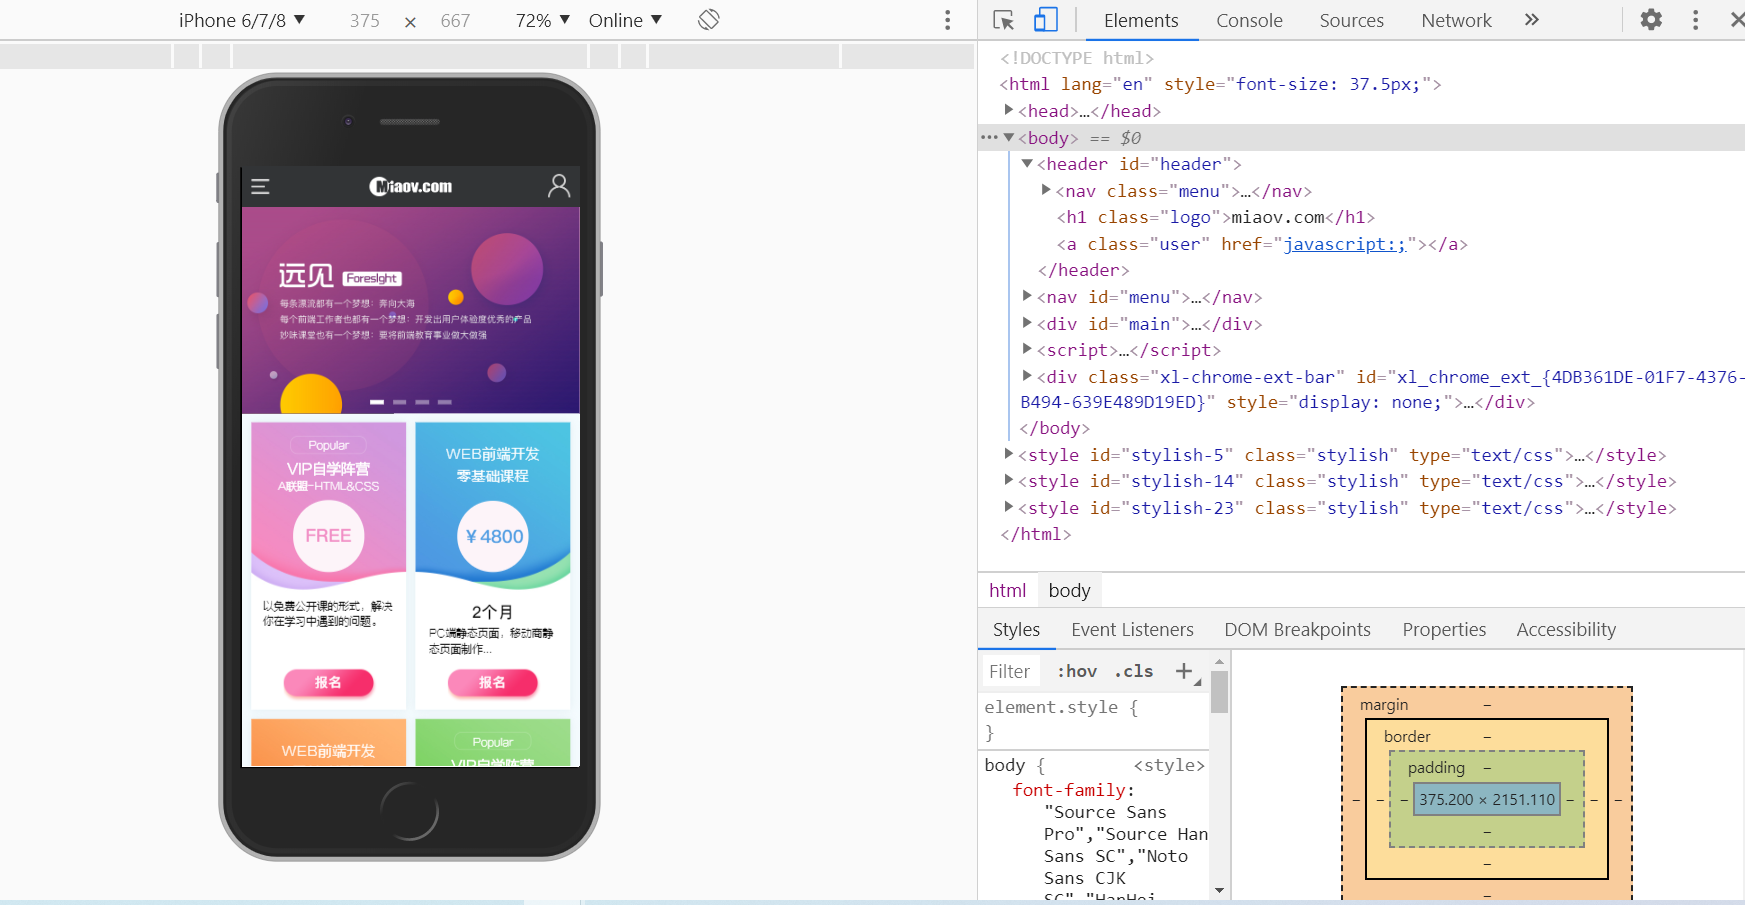 iPhone 6/7/8 ▼ 375 × 667 72% ▼ Online ▼
Miaov.com
远见 Foresight
每条漂流都有一个梦想：奔向大海
每个前端工作者也都有一个梦想：开发出用户体验度优秀的产品
妙味课堂也有一个梦想：要将前端教育事业做大做强
Popular
VIP自学阵营
A联盟-HTML&CSS
FREE
以免费公开课的形式，解决
你在学习中遇到的问题。
报名
WEB前端开发
零基础课程
￥4800
2个月
PC端静态页面，移动商静
态页面制作...
报名
WEB前端开发
Popular
VIP自学阵营
Elements Console Sources Network »
<!DOCTYPE html>
<html lang="en" style="font-size: 37.5px;">
▶<head>…</head>
…▼<body> == $0
▼<header id="header">
▶<nav class="menu">…</nav>
<h1 class="logo">miaov.com</h1>
<a class="user" href="javascript:;"></a>
</header>
▶<nav id="menu">…</nav>
▶<div id="main">…</div>
▶<script>…</script>
▶<div class="xl-chrome-ext-bar" id="xl_chrome_ext_{4DB361DE-01F7-4376-
B494-639E489D19ED}" style="display: none;">…</div>
</body>
▶<style id="stylish-5" class="stylish" type="text/css">…</style>
▶<style id="stylish-14" class="stylish" type="text/css">…</style>
▶<style id="stylish-23" class="stylish" type="text/css">…</style>
</html>
html body
Styles Event Listeners DOM Breakpoints Properties Accessibility
Filter :hov .cls +
element.style {
}
body { <style>
font-family:
"Source Sans
Pro","Source Han
Sans SC","Noto
Sans CJK
SC","HanHei
margin –
border –
padding –
– – – 375.200 × 2151.110 – – –
–
–
–